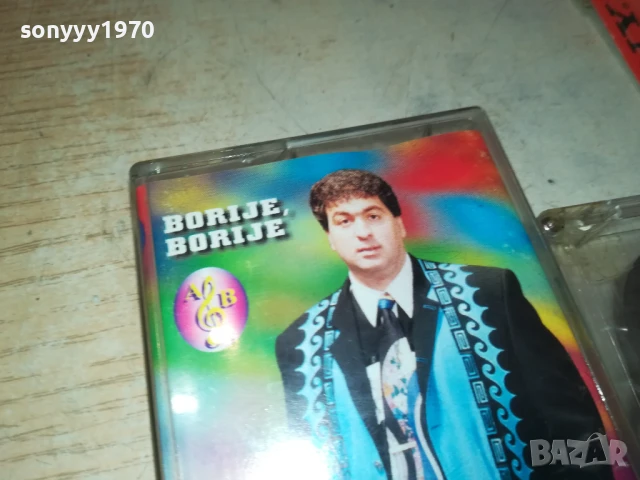 sonyyy1970
BORIJE,
BORIJE
A B
BAZAR